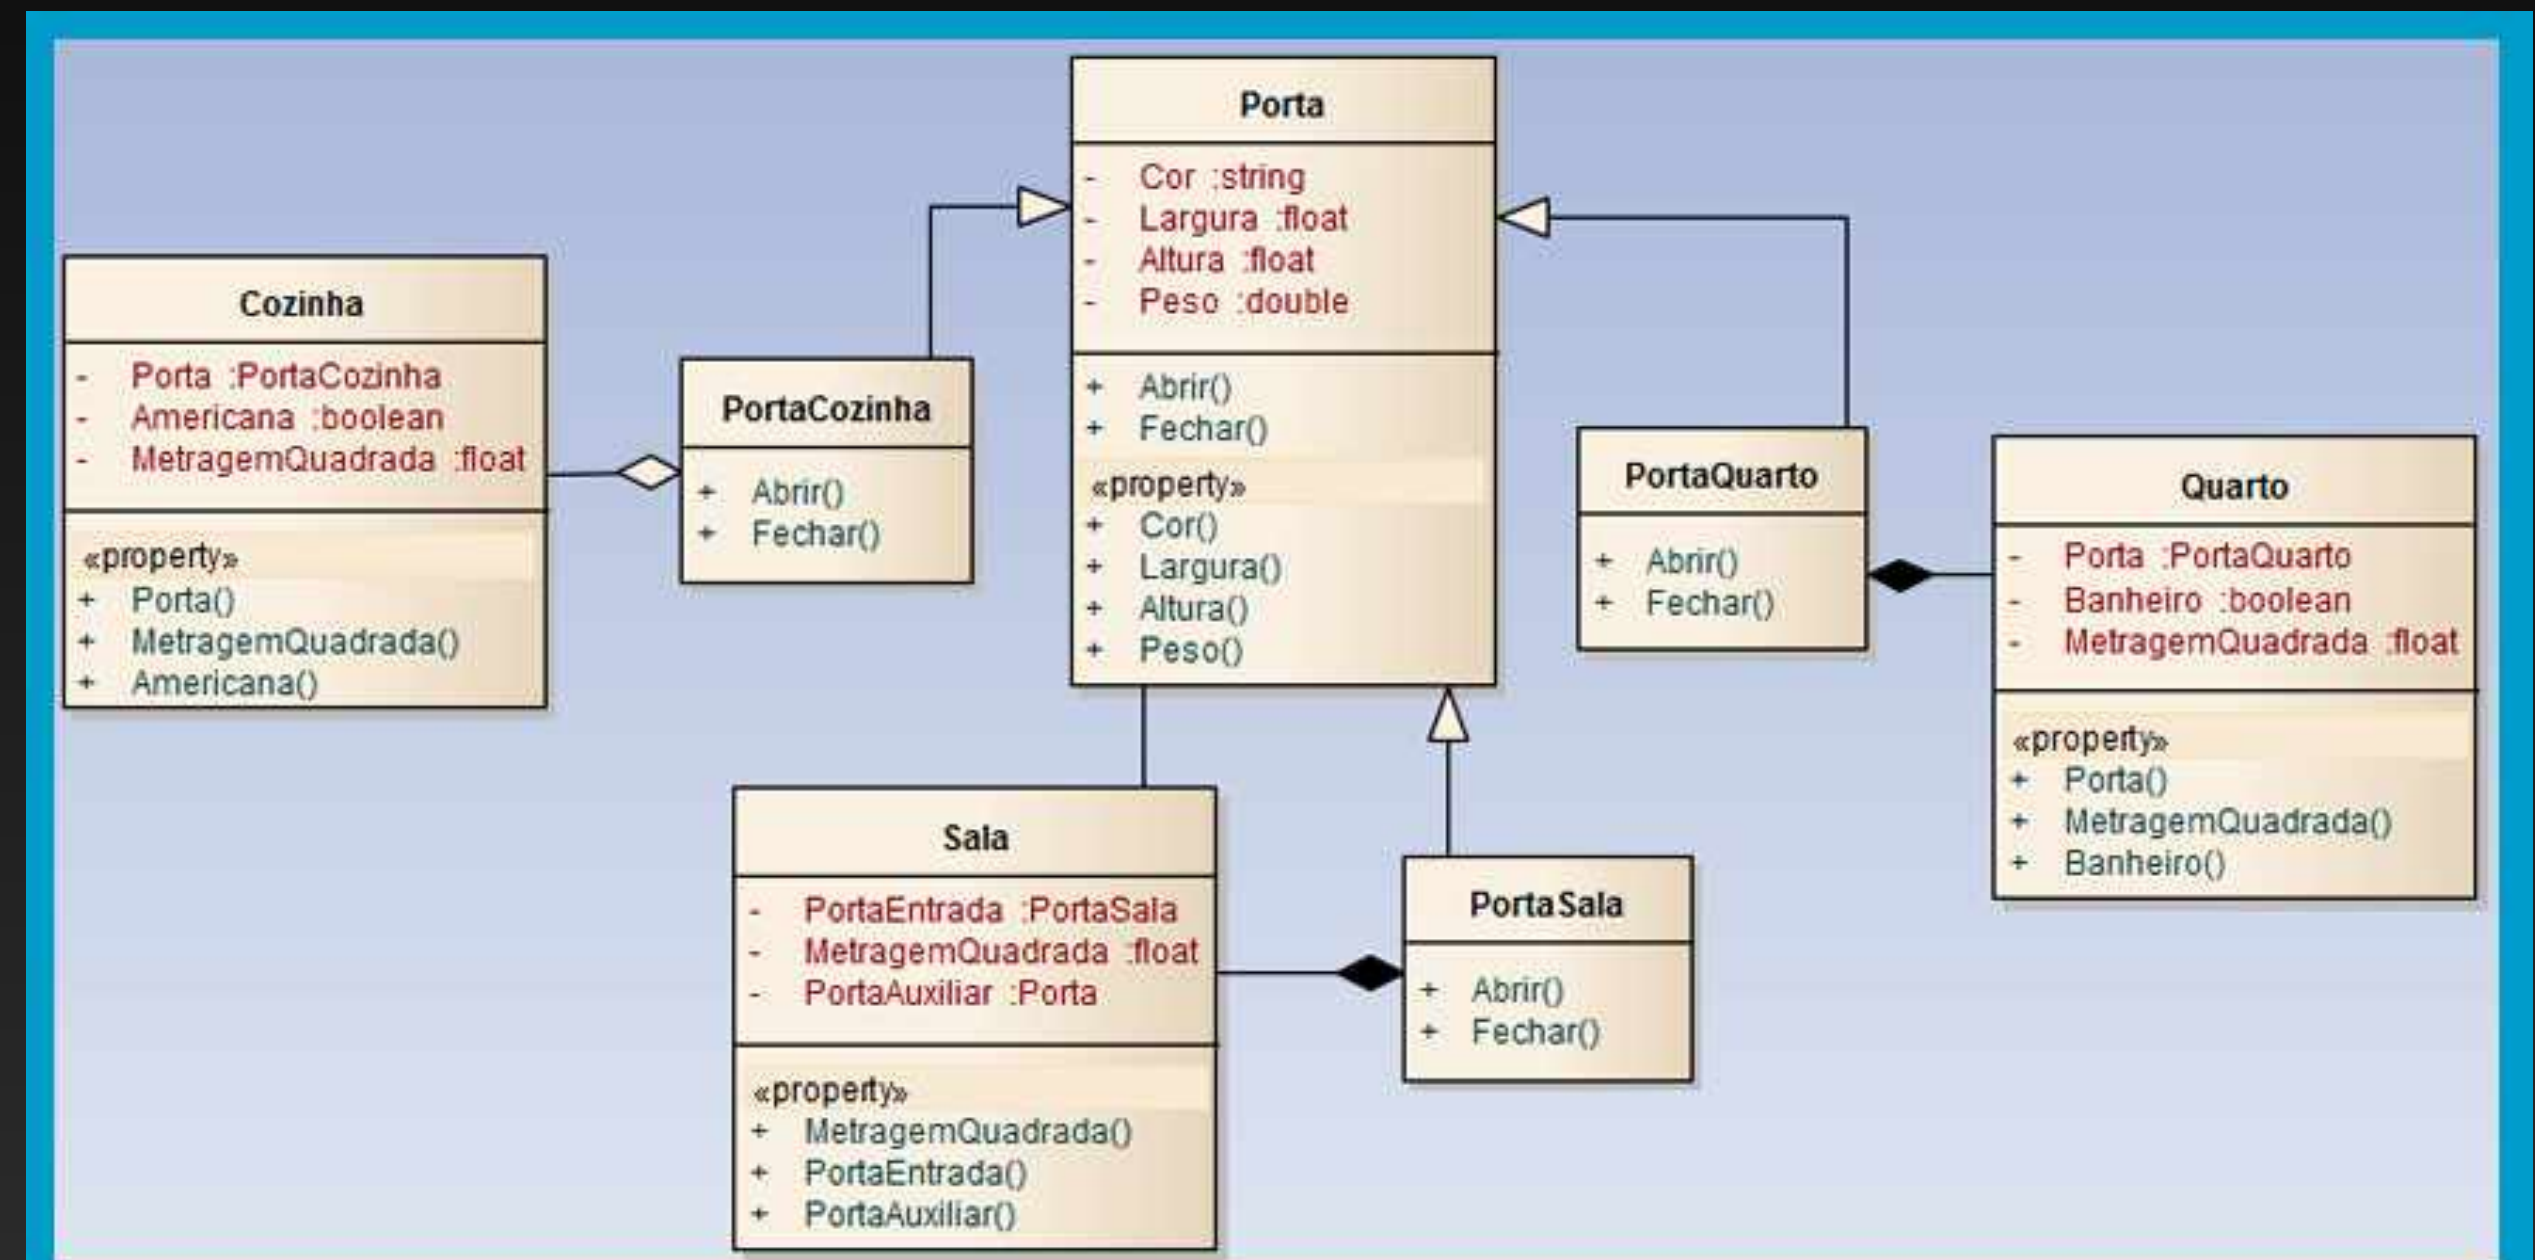 Porta
- Cor :string
- Largura :float
- Altura :float
- Peso :double
+ Abrir()
+ Fechar()
«property»
+ Cor()
+ Largura()
+ Altura()
+ Peso()
Cozinha
- Porta :PortaCozinha
- Americana :boolean
- MetragemQuadrada :float
«property»
+ Porta()
+ MetragemQuadrada()
+ Americana()
PortaCozinha
+ Abrir()
+ Fechar()
PortaQuarto
+ Abrir()
+ Fechar()
Quarto
- Porta :PortaQuarto
- Banheiro :boolean
- MetragemQuadrada :float
«property»
+ Porta()
+ MetragemQuadrada()
+ Banheiro()
Sala
- PortaEntrada :PortaSala
- MetragemQuadrada :float
- PortaAuxiliar :Porta
«property»
+ MetragemQuadrada()
+ PortaEntrada()
+ PortaAuxiliar()
PortaSala
+ Abrir()
+ Fechar()